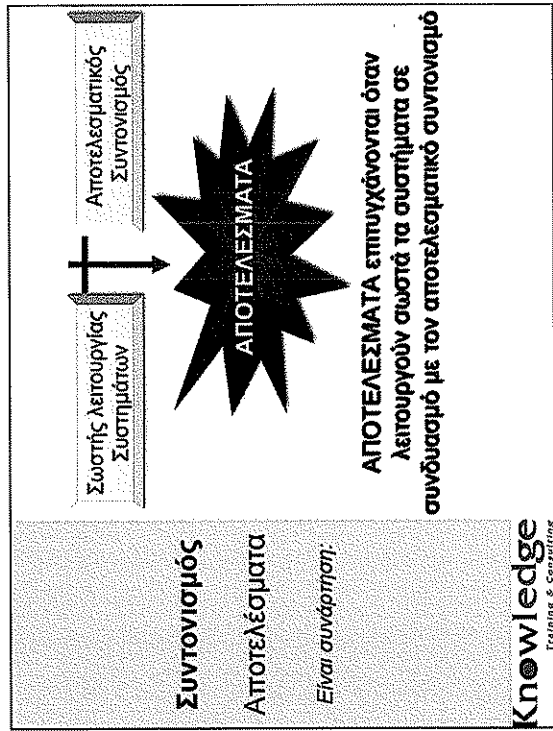 Συντονισμός
Αποτελέσματα
Είναι συνάρτηση:
Σωστής λειτουργίας
Συστημάτων
Αποτελεσματικός
Συντονισμός
ΑΠΟΤΕΛΕΣΜΑΤΑ
ΑΠΟΤΕΛΕΣΜΑΤΑ επιτυγχάνονται όταν
λειτουργούν σωστά τα συστήματα σε
συνδυασμό με τον αποτελεσματικό συντονισμό
Knowledge
Training & Consulting